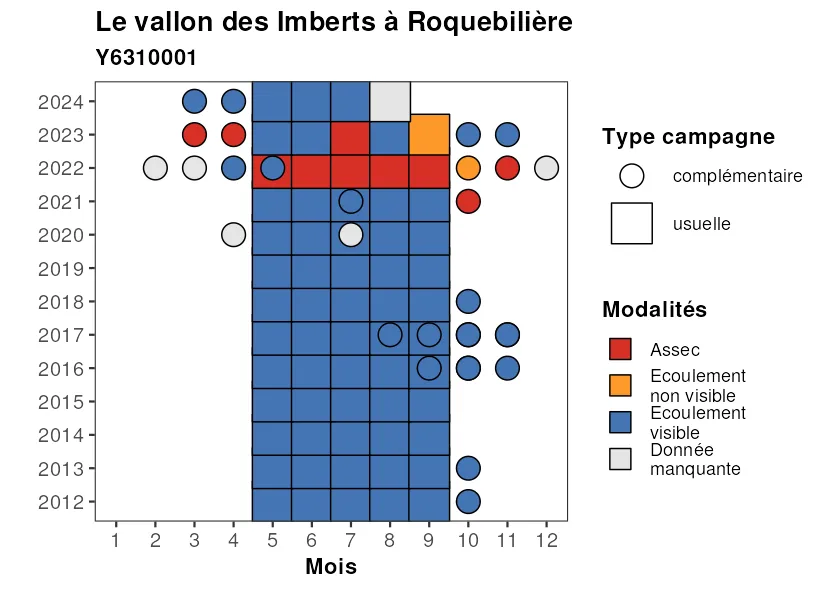 Le vallon des Imberts à Roquebilière
Y6310001
2024
2023
2022
2021
2020
2019
2018
2017
2016
2015
2014
2013
2012
1 2 3 4 5 6 7 8 9 10 11 12
Mois
Type campagne
complémentaire
usuelle
Modalités
Assec
Ecoulement
non visible
Ecoulement
visible
Donnée
manquante